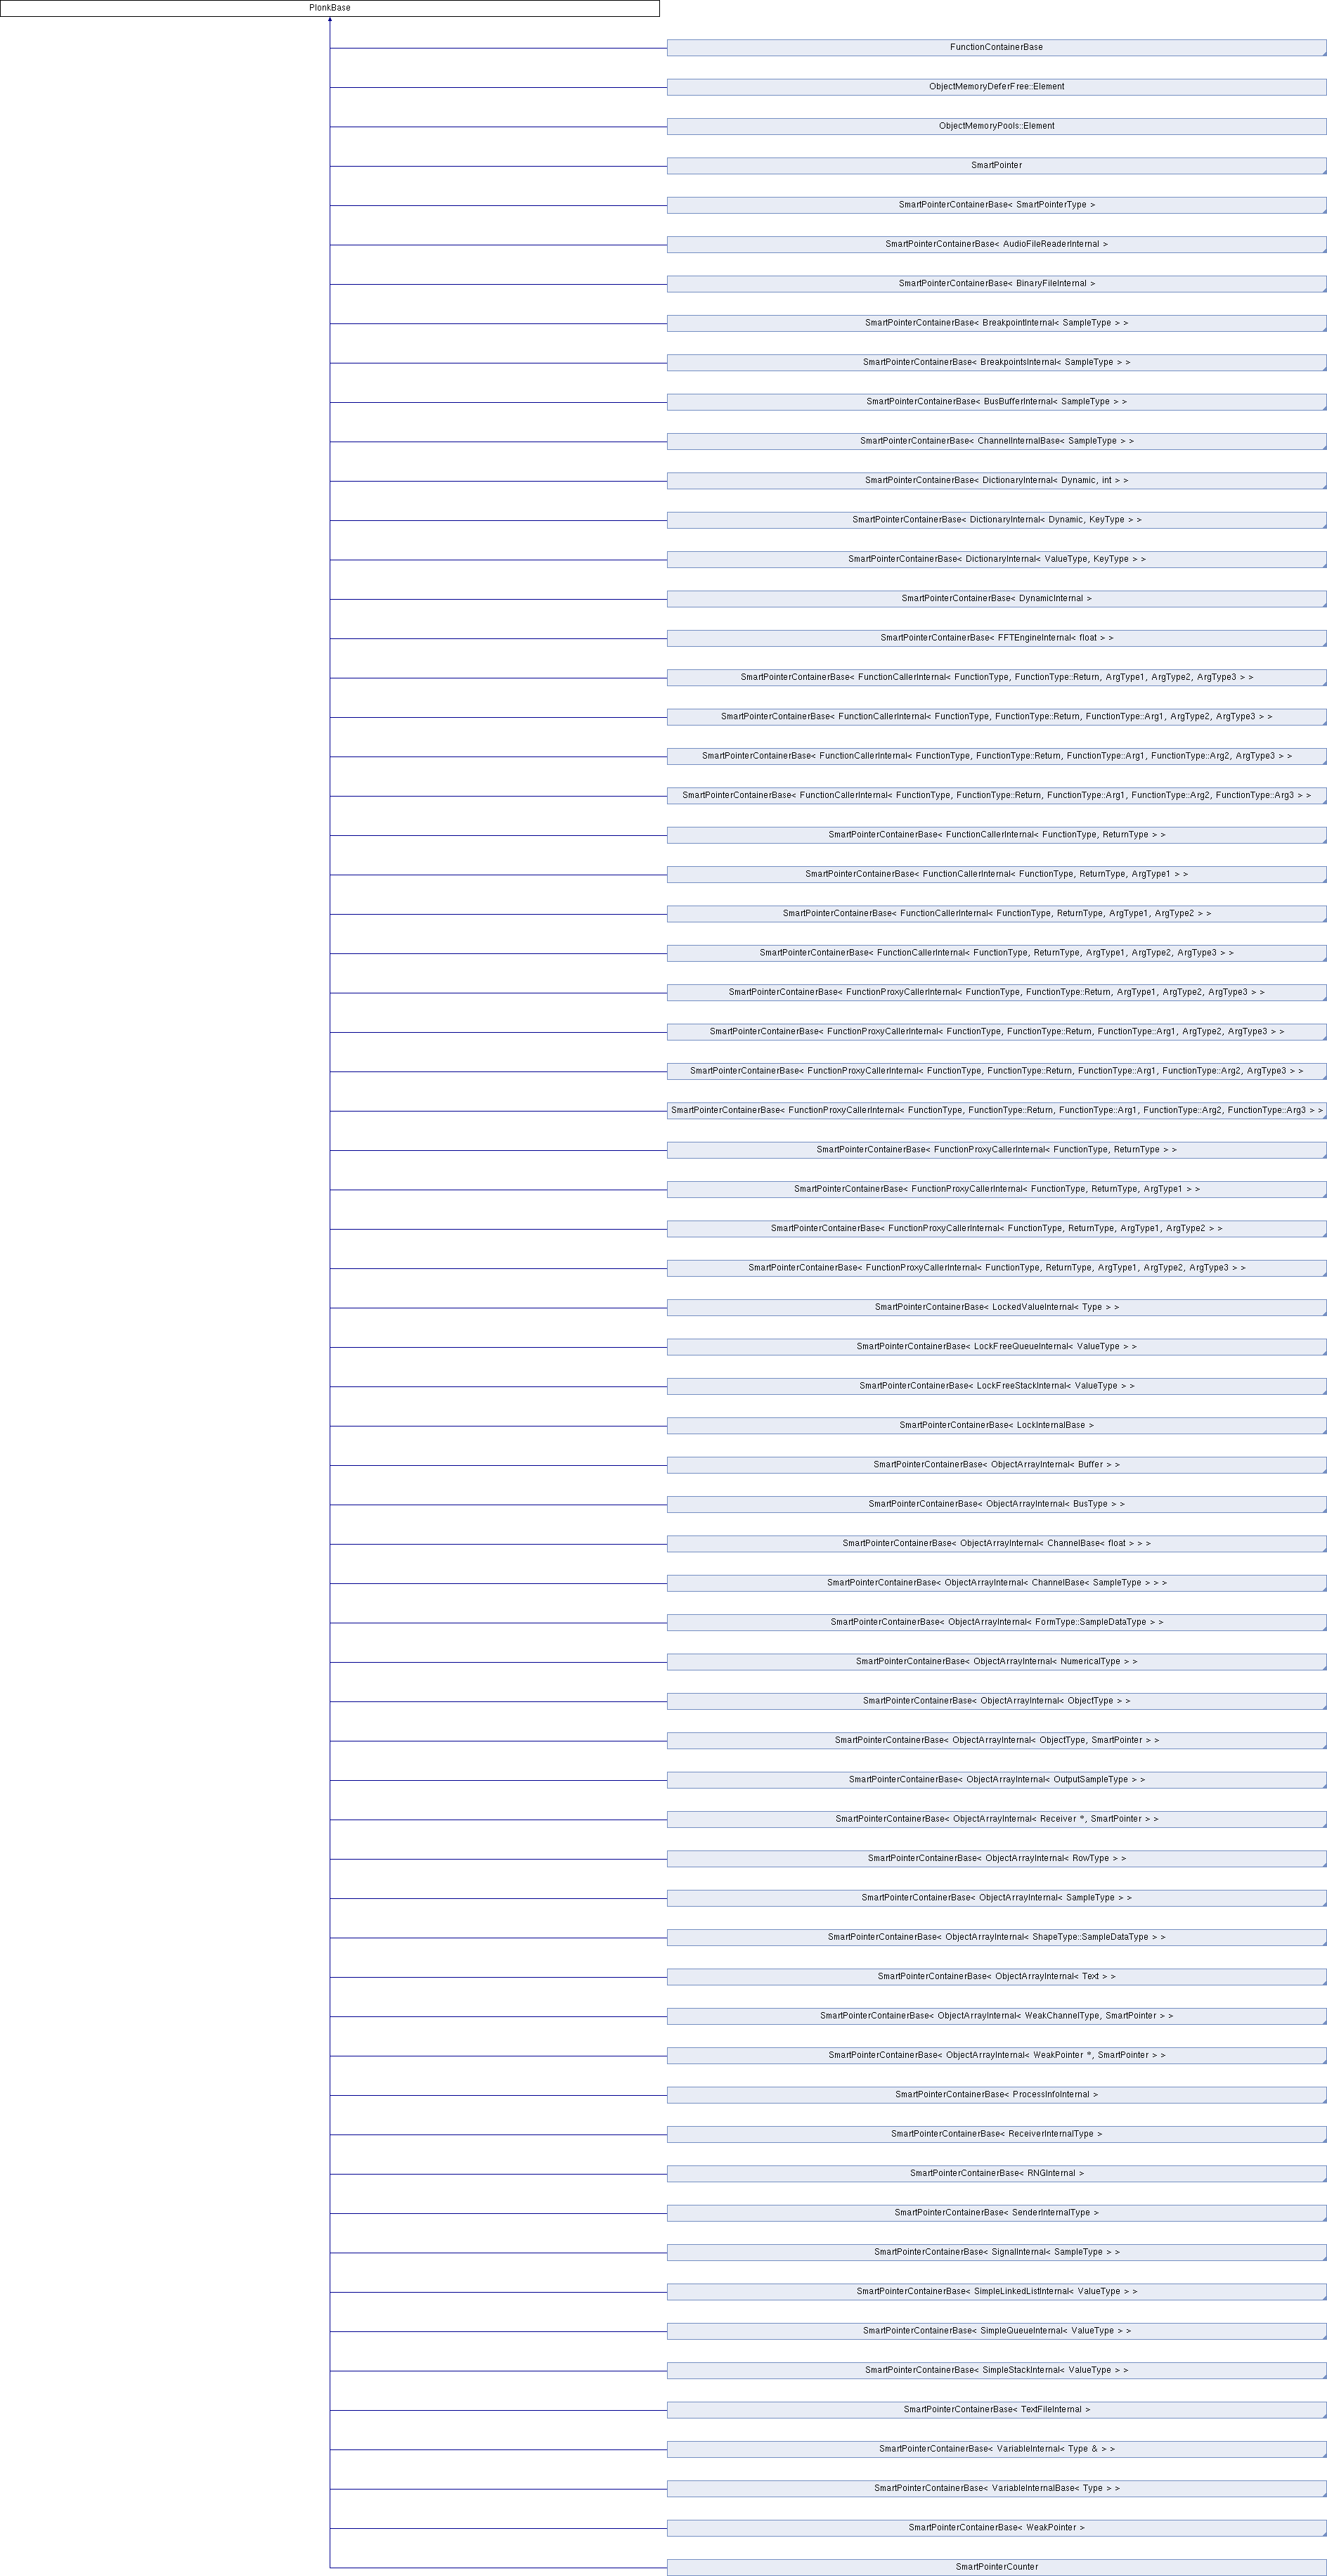 PlonkBase
FunctionContainerBase
ObjectMemoryDeferFree::Element
ObjectMemoryPools::Element
SmartPointer
SmartPointerContainerBase< SmartPointerType >
SmartPointerContainerBase< AudioFileReaderInternal >
SmartPointerContainerBase< BinaryFileInternal >
SmartPointerContainerBase< BreakpointInternal< SampleType > >
SmartPointerContainerBase< BreakpointsInternal< SampleType > >
SmartPointerContainerBase< BusBufferInternal< SampleType > >
SmartPointerContainerBase< ChannelInternalBase< SampleType > >
SmartPointerContainerBase< DictionaryInternal< Dynamic, int > >
SmartPointerContainerBase< DictionaryInternal< Dynamic, KeyType > >
SmartPointerContainerBase< DictionaryInternal< ValueType, KeyType > >
SmartPointerContainerBase< DynamicInternal >
SmartPointerContainerBase< FFTEngineInternal< float > >
SmartPointerContainerBase< FunctionCallerInternal< FunctionType, FunctionType::Return, ArgType1, ArgType2, ArgType3 > >
SmartPointerContainerBase< FunctionCallerInternal< FunctionType, FunctionType::Return, FunctionType::Arg1, ArgType2, ArgType3 > >
SmartPointerContainerBase< FunctionCallerInternal< FunctionType, FunctionType::Return, FunctionType::Arg1, FunctionType::Arg2, ArgType3 > >
SmartPointerContainerBase< FunctionCallerInternal< FunctionType, FunctionType::Return, FunctionType::Arg1, FunctionType::Arg2, FunctionType::Arg3 > >
SmartPointerContainerBase< FunctionCallerInternal< FunctionType, ReturnType > >
SmartPointerContainerBase< FunctionCallerInternal< FunctionType, ReturnType, ArgType1 > >
SmartPointerContainerBase< FunctionCallerInternal< FunctionType, ReturnType, ArgType1, ArgType2 > >
SmartPointerContainerBase< FunctionCallerInternal< FunctionType, ReturnType, ArgType1, ArgType2, ArgType3 > >
SmartPointerContainerBase< FunctionProxyCallerInternal< FunctionType, FunctionType::Return, ArgType1, ArgType2, ArgType3 > >
SmartPointerContainerBase< FunctionProxyCallerInternal< FunctionType, FunctionType::Return, FunctionType::Arg1, ArgType2, ArgType3 > >
SmartPointerContainerBase< FunctionProxyCallerInternal< FunctionType, FunctionType::Return, FunctionType::Arg1, FunctionType::Arg2, ArgType3 > >
SmartPointerContainerBase< FunctionProxyCallerInternal< FunctionType, FunctionType::Return, FunctionType::Arg1, FunctionType::Arg2, FunctionType::Arg3 > >
SmartPointerContainerBase< FunctionProxyCallerInternal< FunctionType, ReturnType > >
SmartPointerContainerBase< FunctionProxyCallerInternal< FunctionType, ReturnType, ArgType1 > >
SmartPointerContainerBase< FunctionProxyCallerInternal< FunctionType, ReturnType, ArgType1, ArgType2 > >
SmartPointerContainerBase< FunctionProxyCallerInternal< FunctionType, ReturnType, ArgType1, ArgType2, ArgType3 > >
SmartPointerContainerBase< LockedValueInternal< Type > >
SmartPointerContainerBase< LockFreeQueueInternal< ValueType > >
SmartPointerContainerBase< LockFreeStackInternal< ValueType > >
SmartPointerContainerBase< LockInternalBase >
SmartPointerContainerBase< ObjectArrayInternal< Buffer > >
SmartPointerContainerBase< ObjectArrayInternal< BusType > >
SmartPointerContainerBase< ObjectArrayInternal< ChannelBase< float > > >
SmartPointerContainerBase< ObjectArrayInternal< ChannelBase< SampleType > > >
SmartPointerContainerBase< ObjectArrayInternal< FormType::SampleDataType > >
SmartPointerContainerBase< ObjectArrayInternal< NumericalType > >
SmartPointerContainerBase< ObjectArrayInternal< ObjectType > >
SmartPointerContainerBase< ObjectArrayInternal< ObjectType, SmartPointer > >
SmartPointerContainerBase< ObjectArrayInternal< OutputSampleType > >
SmartPointerContainerBase< ObjectArrayInternal< Receiver *, SmartPointer > >
SmartPointerContainerBase< ObjectArrayInternal< RowType > >
SmartPointerContainerBase< ObjectArrayInternal< SampleType > >
SmartPointerContainerBase< ObjectArrayInternal< ShapeType::SampleDataType > >
SmartPointerContainerBase< ObjectArrayInternal< Text > >
SmartPointerContainerBase< ObjectArrayInternal< WeakChannelType, SmartPointer > >
SmartPointerContainerBase< ObjectArrayInternal< WeakPointer *, SmartPointer > >
SmartPointerContainerBase< ProcessInfoInternal >
SmartPointerContainerBase< ReceiverInternalType >
SmartPointerContainerBase< RNGInternal >
SmartPointerContainerBase< SenderInternalType >
SmartPointerContainerBase< SignalInternal< SampleType > >
SmartPointerContainerBase< SimpleLinkedListInternal< ValueType > >
SmartPointerContainerBase< SimpleQueueInternal< ValueType > >
SmartPointerContainerBase< SimpleStackInternal< ValueType > >
SmartPointerContainerBase< TextFileInternal >
SmartPointerContainerBase< VariableInternal< Type & > >
SmartPointerContainerBase< VariableInternalBase< Type > >
SmartPointerContainerBase< WeakPointer >
SmartPointerCounter